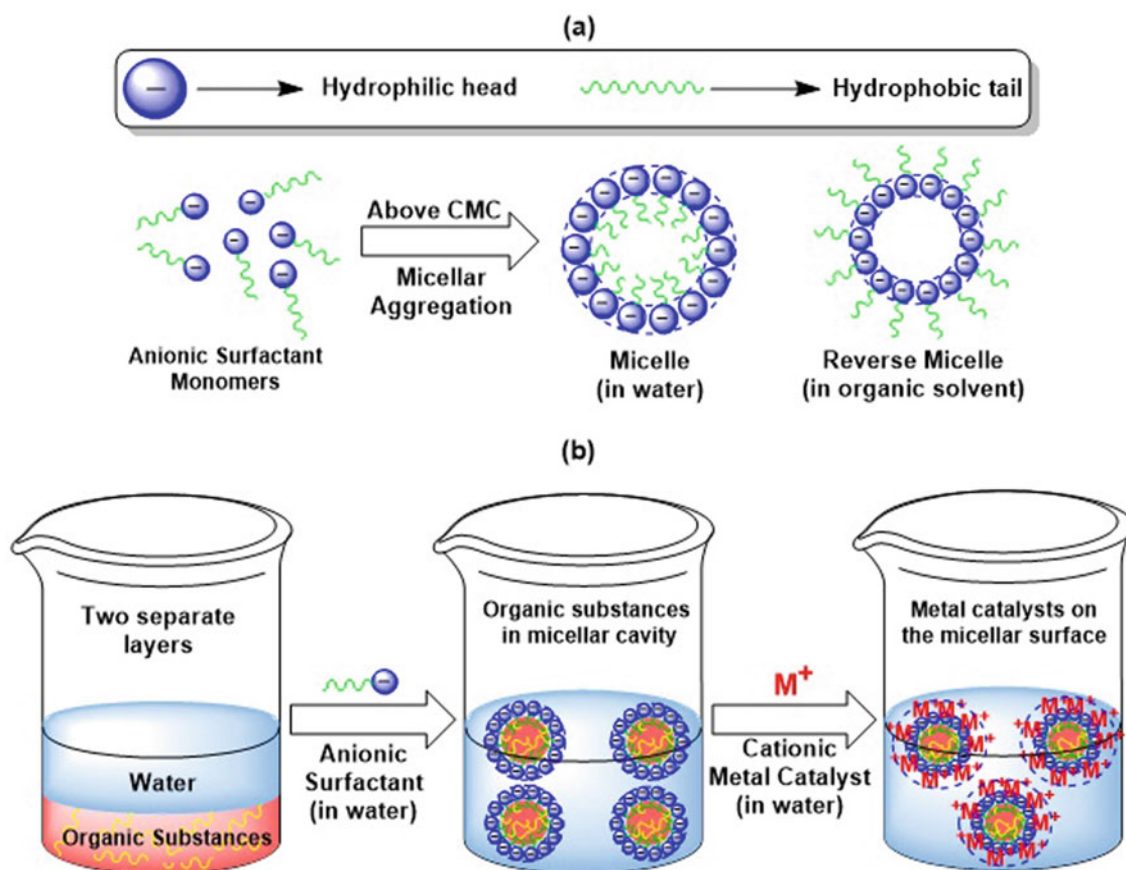 (a)
− Hydrophilic head Hydrophobic tail
Above CMC
Micellar
Aggregation
Anionic Surfactant
Monomers
Micelle
(in water)
Reverse Micelle
(in organic solvent)
(b)
Two separate
layers
Water
Organic Substances
Anionic
Surfactant
(in water)
Organic substances
in micellar cavity
M⁺
Cationic
Metal Catalyst
(in water)
Metal catalysts on
the micellar surface
M⁺